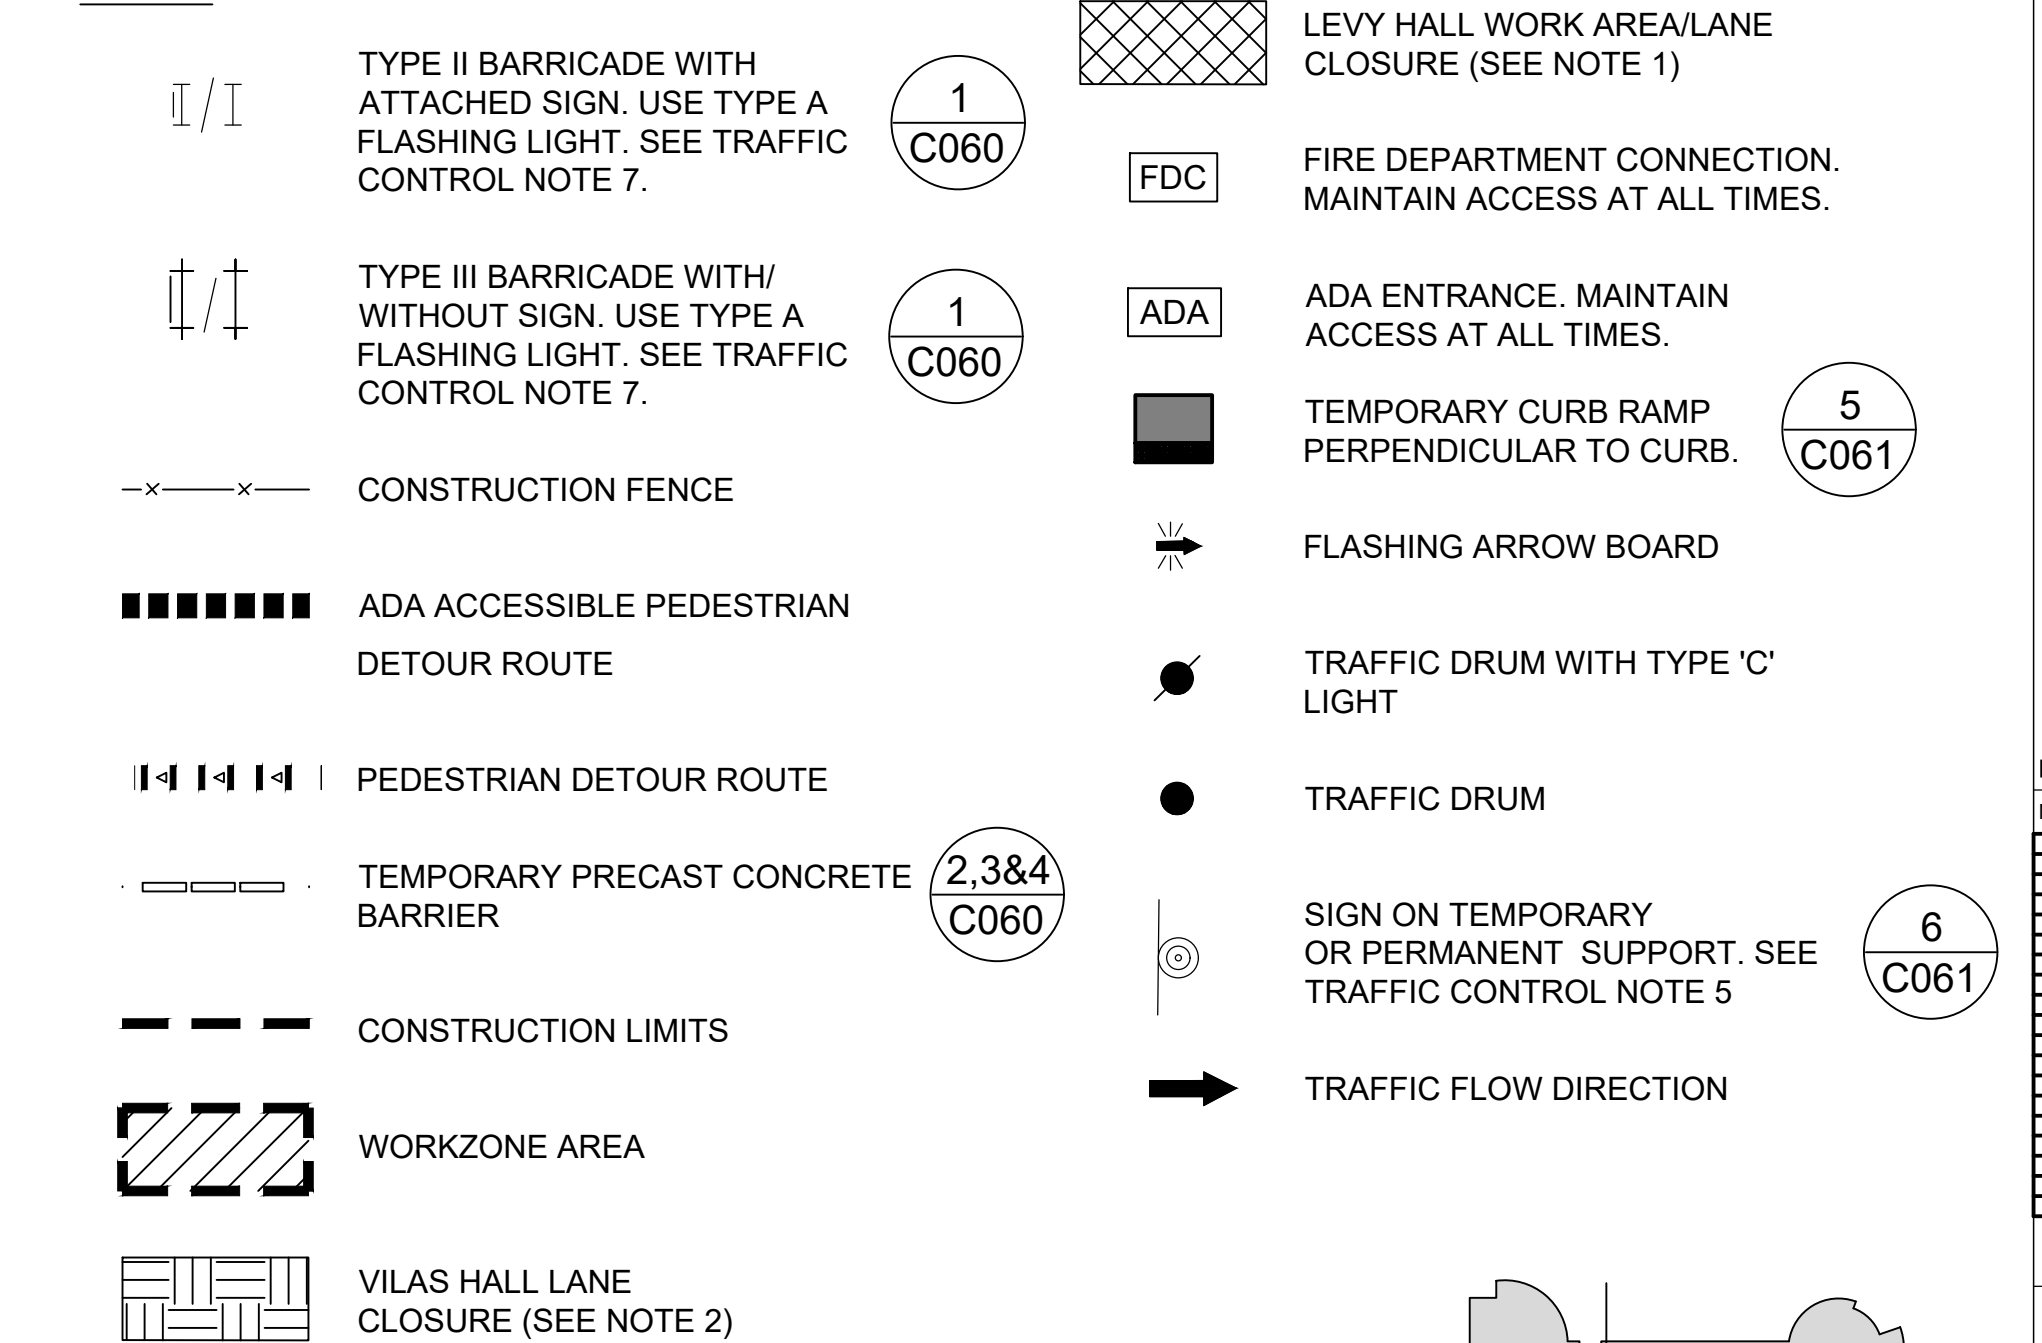 TYPE II BARRICADE WITH
ATTACHED SIGN. USE TYPE A
FLASHING LIGHT. SEE TRAFFIC
CONTROL NOTE 7.
1
C060
TYPE III BARRICADE WITH/
WITHOUT SIGN. USE TYPE A
FLASHING LIGHT. SEE TRAFFIC
CONTROL NOTE 7.
1
C060
CONSTRUCTION FENCE
ADA ACCESSIBLE PEDESTRIAN
DETOUR ROUTE
PEDESTRIAN DETOUR ROUTE
TEMPORARY PRECAST CONCRETE
BARRIER
2,3&4
C060
CONSTRUCTION LIMITS
WORKZONE AREA
VILAS HALL LANE
CLOSURE (SEE NOTE 2)
LEVY HALL WORK AREA/LANE
CLOSURE (SEE NOTE 1)
FDC
FIRE DEPARTMENT CONNECTION.
MAINTAIN ACCESS AT ALL TIMES.
ADA
ADA ENTRANCE. MAINTAIN
ACCESS AT ALL TIMES.
TEMPORARY CURB RAMP
PERPENDICULAR TO CURB.
5
C061
FLASHING ARROW BOARD
TRAFFIC DRUM WITH TYPE 'C'
LIGHT
TRAFFIC DRUM
SIGN ON TEMPORARY
OR PERMANENT  SUPPORT. SEE
TRAFFIC CONTROL NOTE 5
6
C061
TRAFFIC FLOW DIRECTION